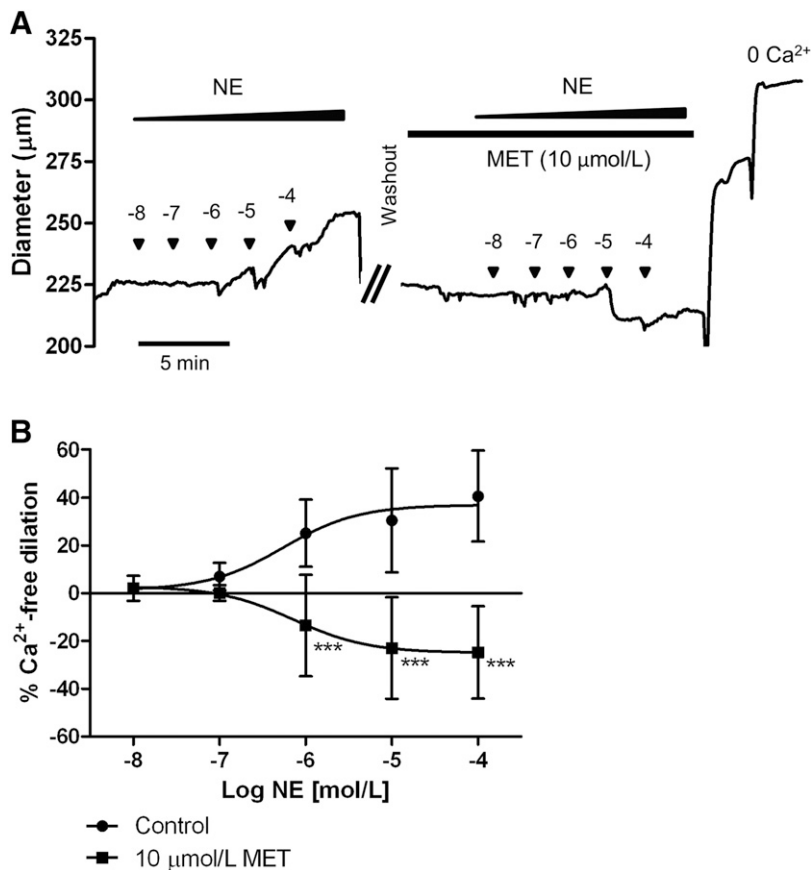 A
325
300
275
250
225
200
Diameter (μm)
NE
-8 -7 -6 -5 -4
5 min
Washout
NE
MET (10 μmol/L)
-8 -7 -6 -5 -4
0 Ca²⁺
B
60
40
20
0
-20
-40
-60
% Ca²⁺-free dilation
*** *** ***
-8 -7 -6 -5 -4
Log NE [mol/L]
Control
10 μmol/L MET